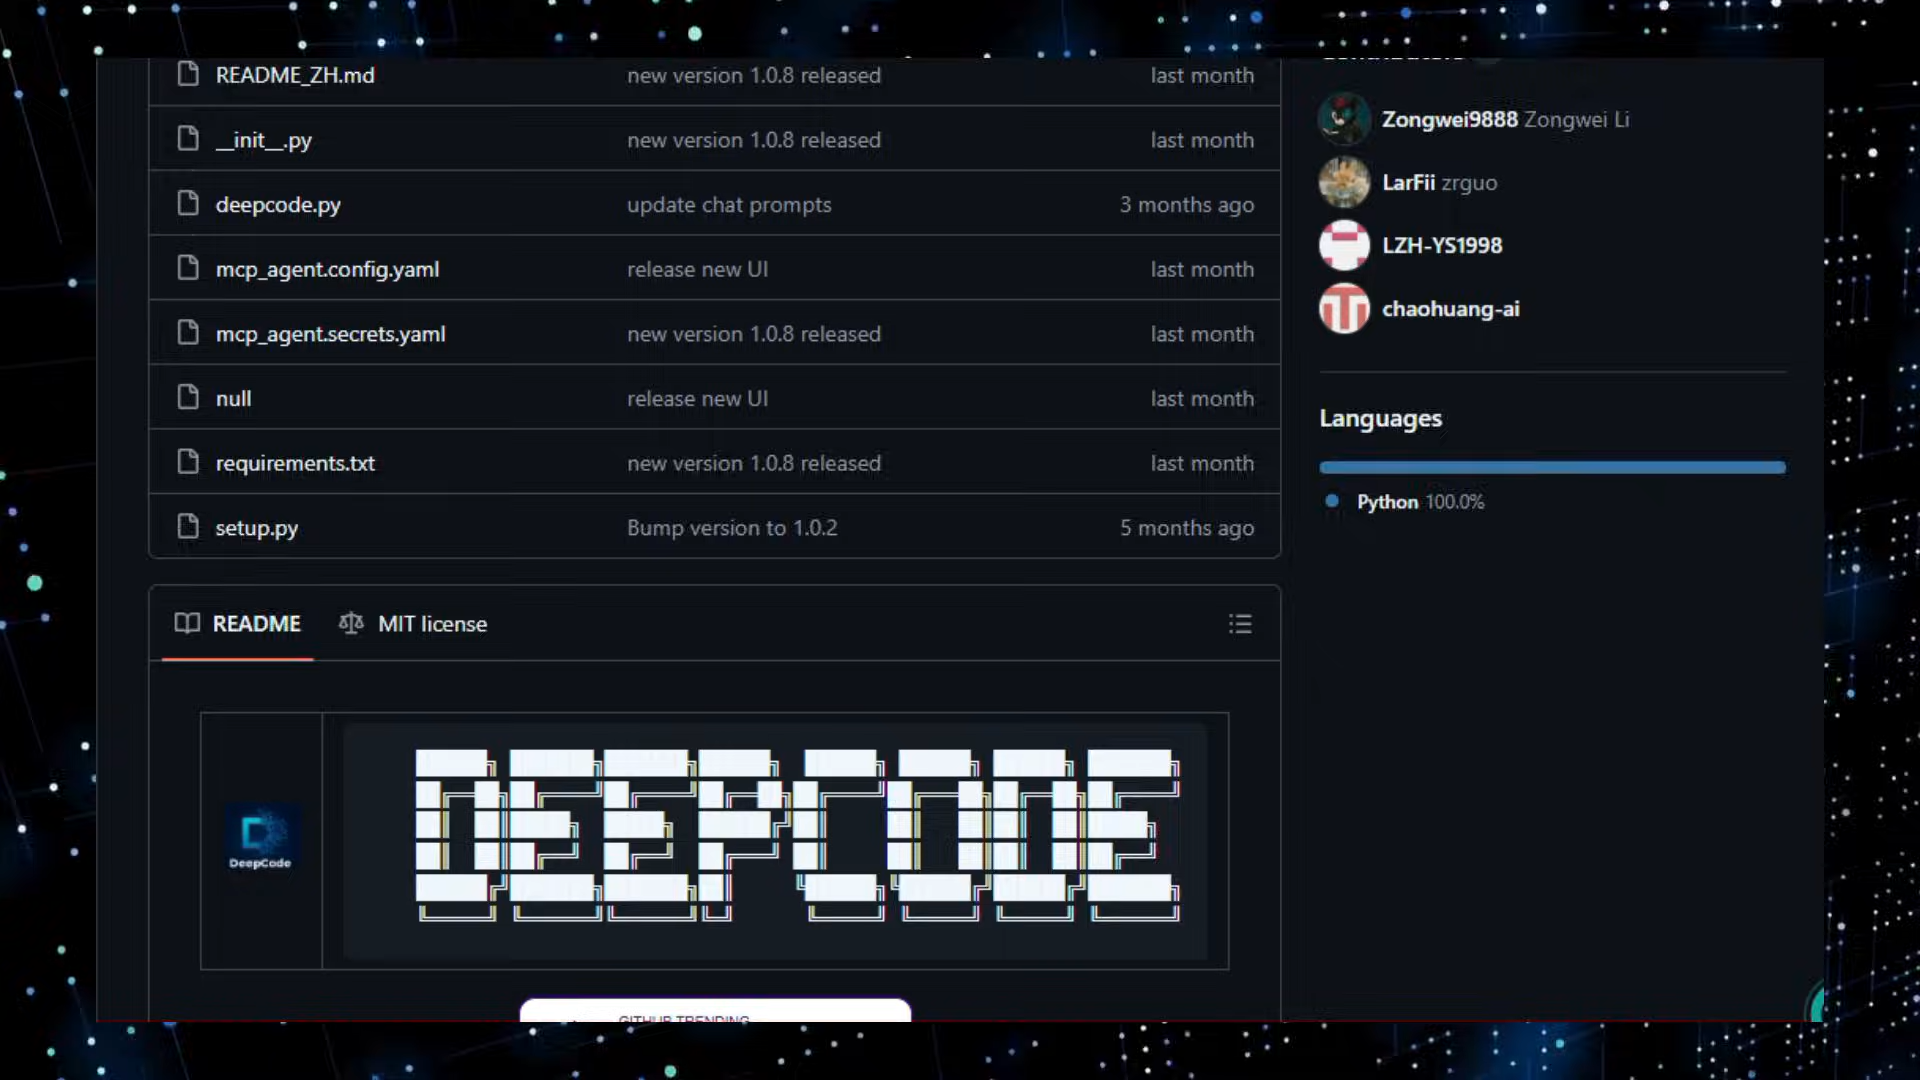 README_ZH.md new version 1.0.8 released last month
__init__.py new version 1.0.8 released last month
deepcode.py update chat prompts 3 months ago
mcp_agent.config.yaml release new UI last month
mcp_agent.secrets.yaml new version 1.0.8 released last month
null release new UI last month
requirements.txt new version 1.0.8 released last month
setup.py Bump version to 1.0.2 5 months ago
README MIT license
DeepCode
DEEPCODE
GITHUB TRENDING
Zongwei9888 Zongwei Li
LarFii zrguo
LZH-YS1998
chaohuang-ai
Languages
Python 100.0%